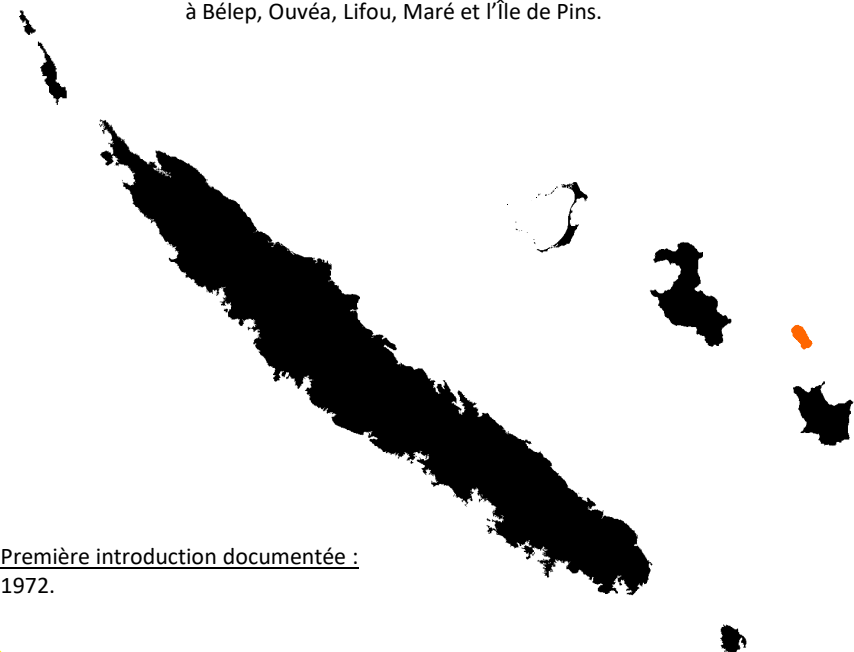 à Bélep, Ouvéa, Lifou, Maré et l’Île de Pins.
Première introduction documentée :
1972.